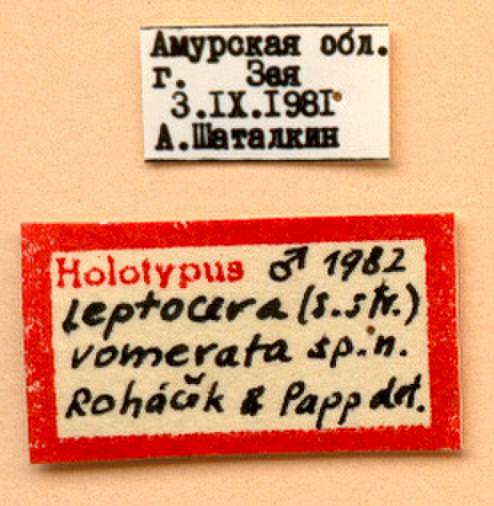 Амурская обл.
г. Зея
3.IX.1981
А.Шаталкин
Holotypus ♂ 1982
Leptocera (s.str.)
vomerata sp.n.
Roháček & Papp det.